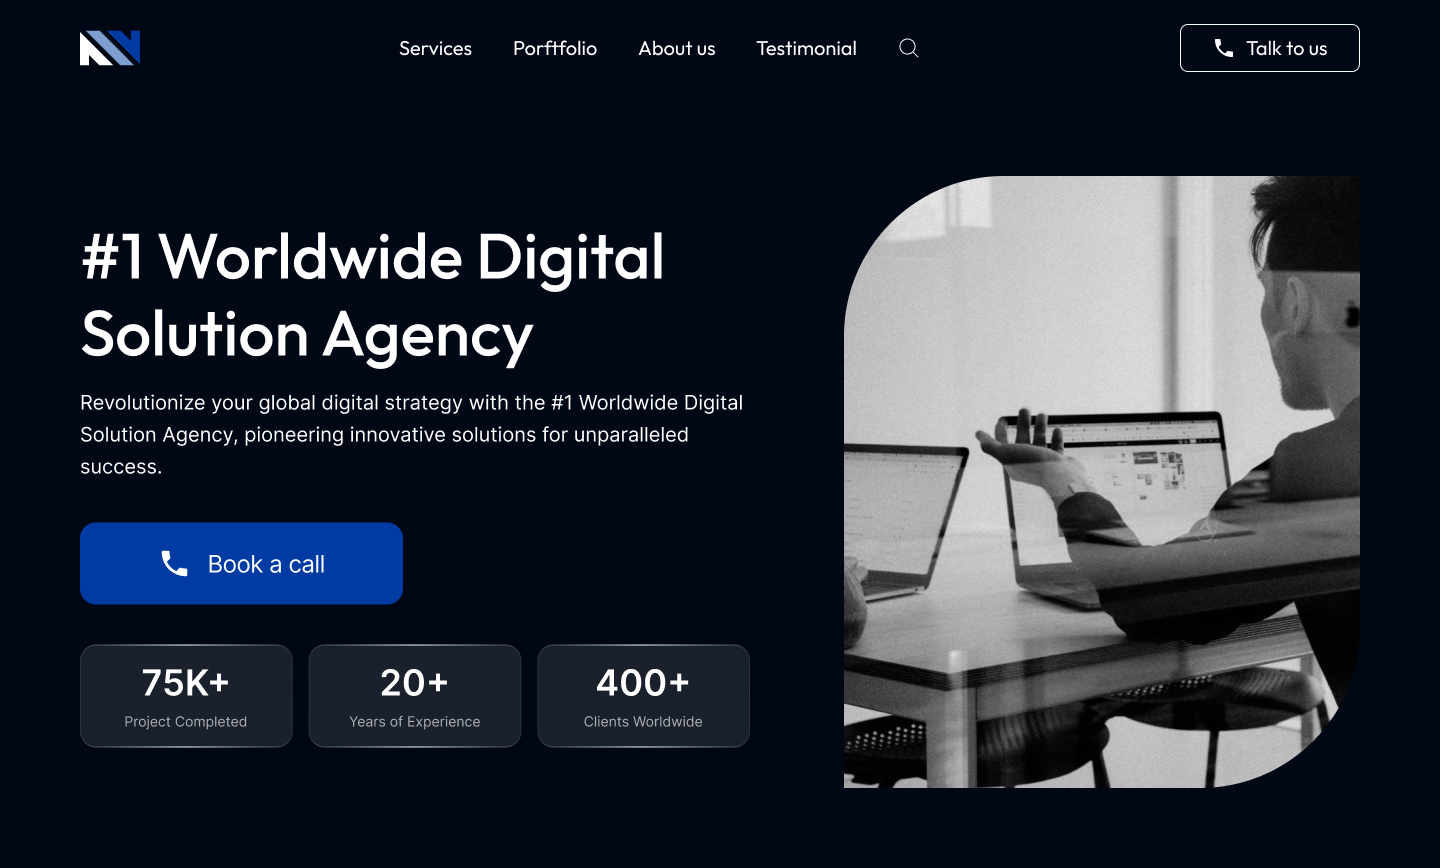 Services
Porftfolio
About us
Testimonial
Talk to us
#1 Worldwide Digital
Solution Agency
Revolutionize your global digital strategy with the #1 Worldwide Digital
Solution Agency, pioneering innovative solutions for unparalleled
success.
Book a call
75K+
Project Completed
20+
Years of Experience
400+
Clients Worldwide